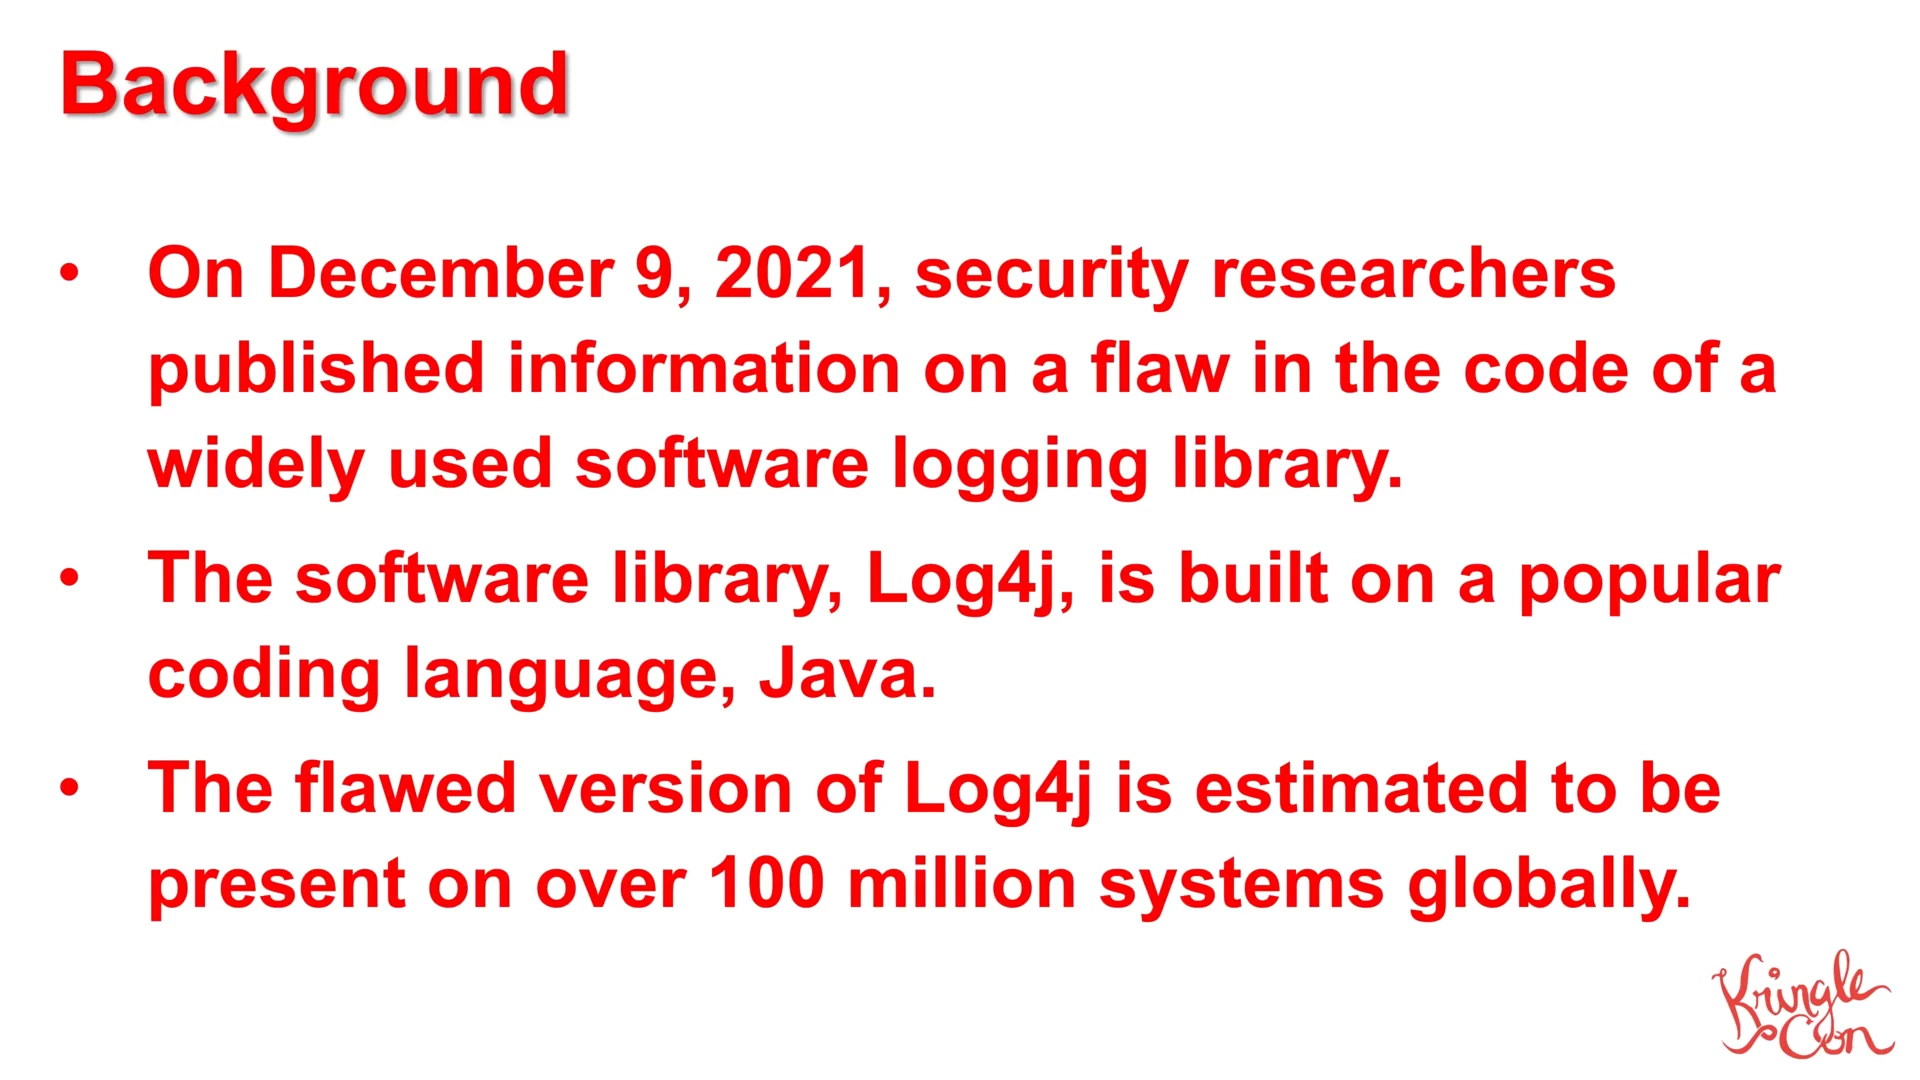 Background
• On December 9, 2021, security researchers
published information on a flaw in the code of a
widely used software logging library.
• The software library, Log4j, is built on a popular
coding language, Java.
• The flawed version of Log4j is estimated to be
present on over 100 million systems globally.
Kringle
Con